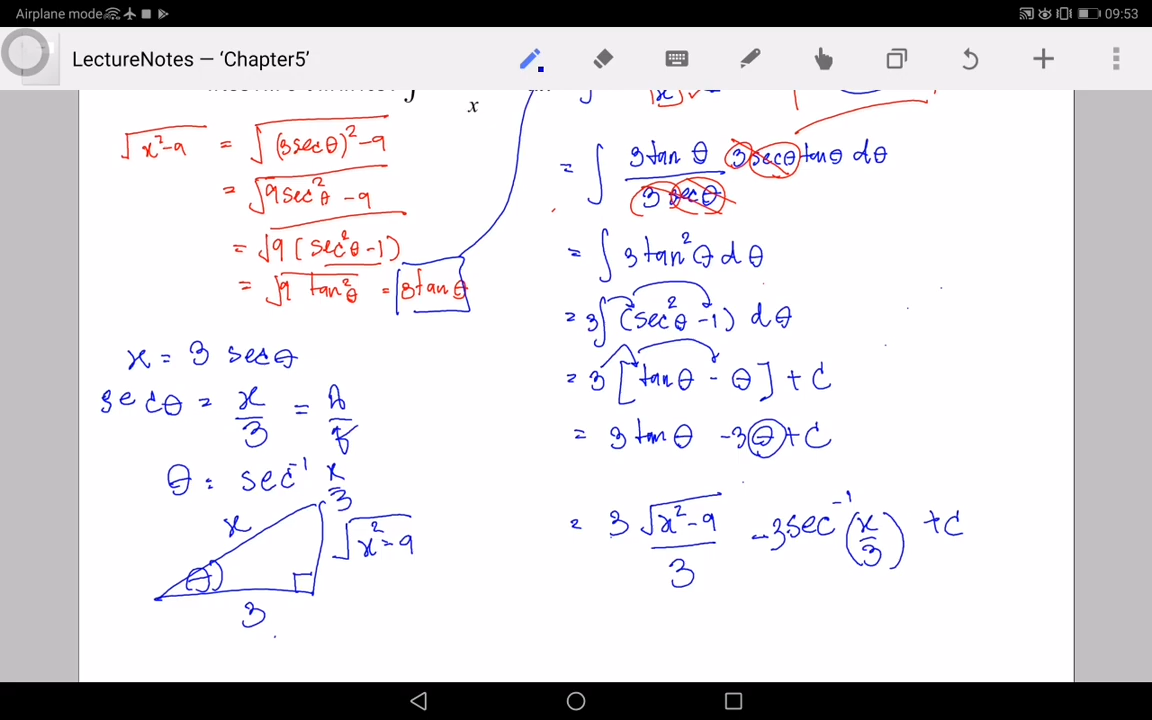 Airplane mode 09:53
LectureNotes – ‘Chapter5’
x
|x|
√x²-9 = √(3secθ)²-9
= √9sec²θ -9
= √9(sec²θ-1)
= √9 tan²θ = 3tanθ
x = 3 secθ
secθ = x/3 = h/
θ = sec⁻¹ x/3
x
θ
√x²-9
3
= ∫ 3tanθ 3secθ tanθ dθ / 3secθ
= ∫ 3tan²θ dθ
= 3∫ (sec²θ -1) dθ
= 3 [tanθ - θ] + C
= 3tanθ -3θ + C
= 3 √x²-9 / 3 -3sec⁻¹(x/3) + C